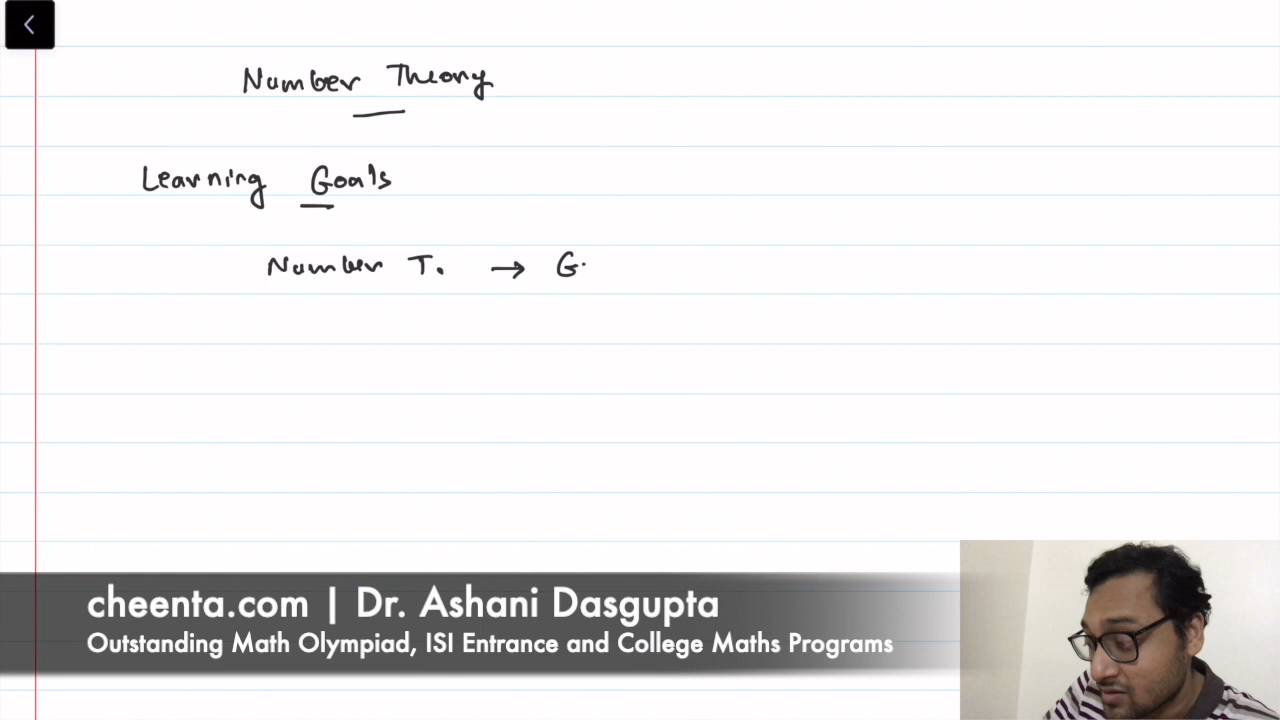 Number Theory
Learning Goals
Number T. → G.
cheenta.com | Dr. Ashani Dasgupta
Outstanding Math Olympiad, ISI Entrance and College Maths Programs